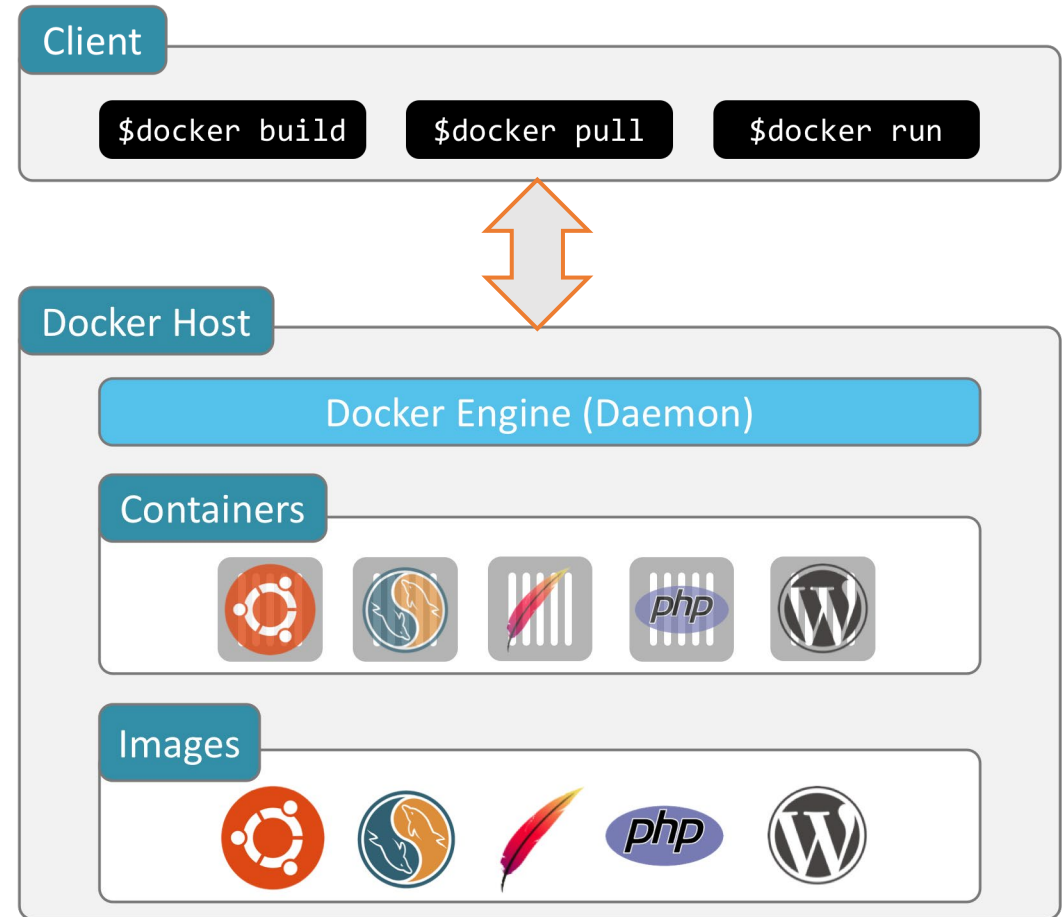 Client
$docker build
$docker pull
$docker run
Docker Host
Docker Engine (Daemon)
Containers
php
W
Images
php
W